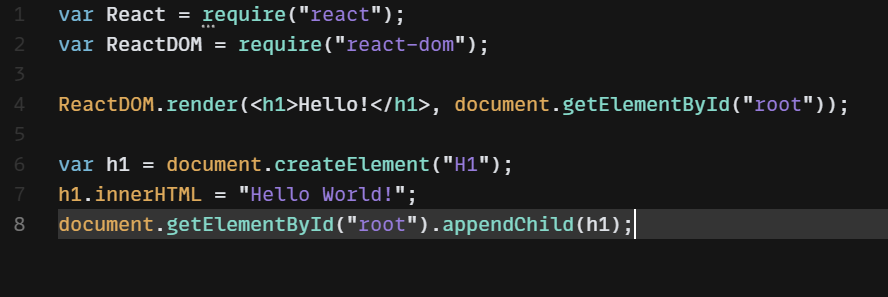 1 var React = require("react");
2 var ReactDOM = require("react-dom");
3
4 ReactDOM.render(<h1>Hello!</h1>, document.getElementById("root"));
5
6 var h1 = document.createElement("H1");
7 h1.innerHTML = "Hello World!";
8 document.getElementById("root").appendChild(h1);